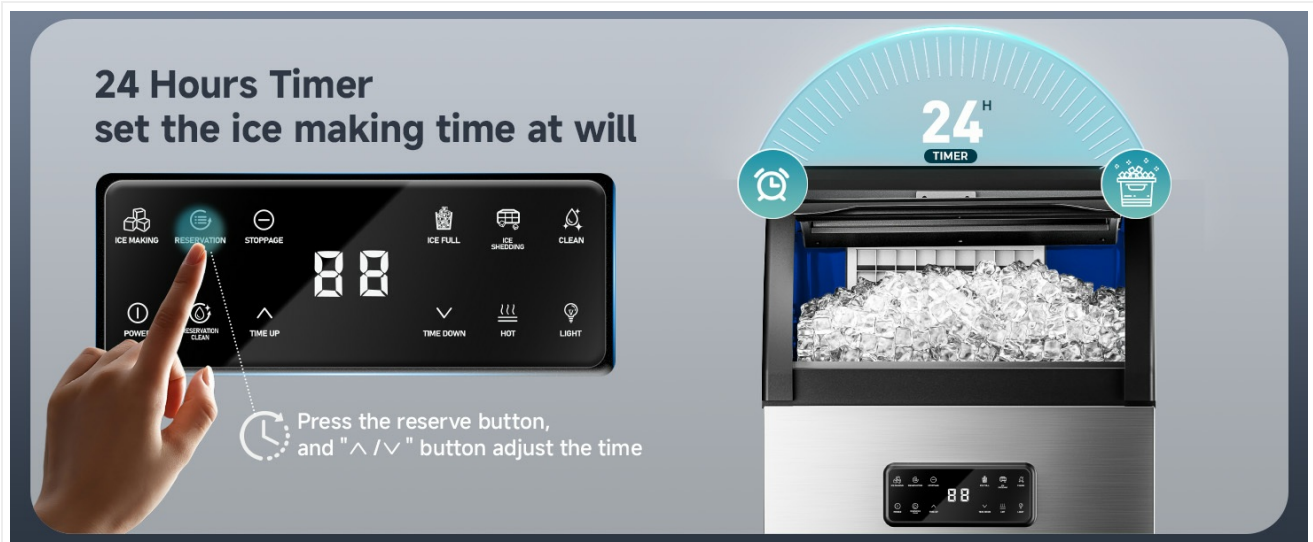 24 Hours Timer
set the ice making time at will
ICE MAKING
RESERVATION
STOPPAGE
88
ICE FULL
ICE
SHEDDING
CLEAN
POWER
RESERVATION
CLEAN
TIME UP
TIME DOWN
HOT
LIGHT
Press the reserve button,
and "∧/∨" button adjust the time
24 H
TIMER
88